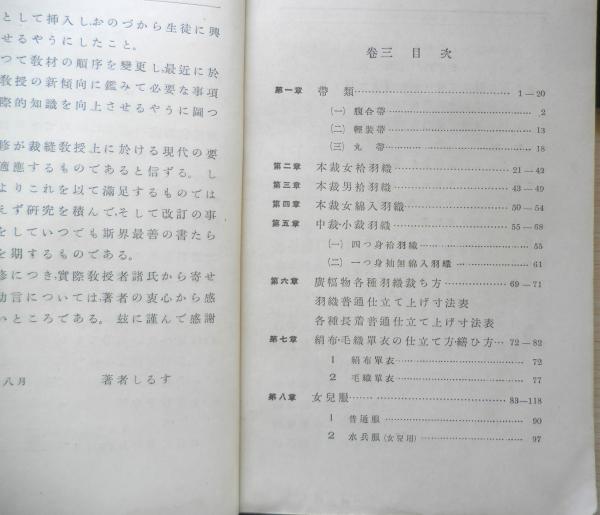 として挿入し、おのづから生徒に興
せるやうにしたこと。
つて教材の順序を變更し、最近に於
教授の新傾向に鑑みて必要な事項
際的知識を向上させるやうに圖つ
修が裁縫教授上に於ける現代の要
適應するものであると信ずる。し
よりこれを以て滿足するものでは
えず研究を積んで、そして改訂の事
をしていつでも斯界最善の書たら
を期するものである。
修につき、實際教授者諸氏から寄せ
助言については、著者の衷心から感
いところである。玆に謹んで感謝
八月 著者しるす
卷三 目次
第一章 帶類 1—20
(一) 腹合帶 2
(二) 輕裝帶 13
(三) 丸帶 18
第二章 本裁女袷羽織 21—42
第三章 本裁男袷羽織 43—49
第四章 本裁女綿入羽織 50—54
第五章 中裁・小裁羽織 55—68
(一) 四つ身袷羽織 55
(二) 一つ身袖無綿入羽織 61
第六章 廣幅物各種羽織裁ち方 69—71
羽織普通仕立て上げ寸法表
各種長着普通仕立て上げ寸法表
第七章 絹布・毛織單衣の仕立て方・繕ひ方 72—82
1 絹布單衣 72
2 毛織單衣 77
第八章 女兒服 83—118
1 普通服 90
2 水兵服(女兒用) 97